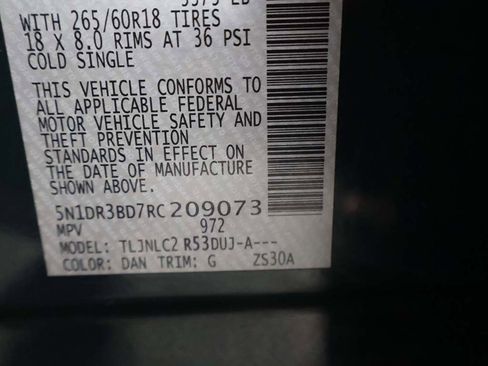 WITH 265/60R18 TIRES
18 X 8.0 RIMS AT 36 PSI
COLD SINGLE
THIS VEHICLE CONFORMS TO
ALL APPLICABLE FEDERAL
MOTOR VEHICLE SAFETY AND
THEFT PREVENTION
STANDARDS IN EFFECT ON
THE DATE OF MANUFACTURE
SHOWN ABOVE.
5N1DR3BD7RC209073
MPV 972
MODEL: TLJNLC2 R53DUJ-A---
COLOR: DAN TRIM: G ZS30A